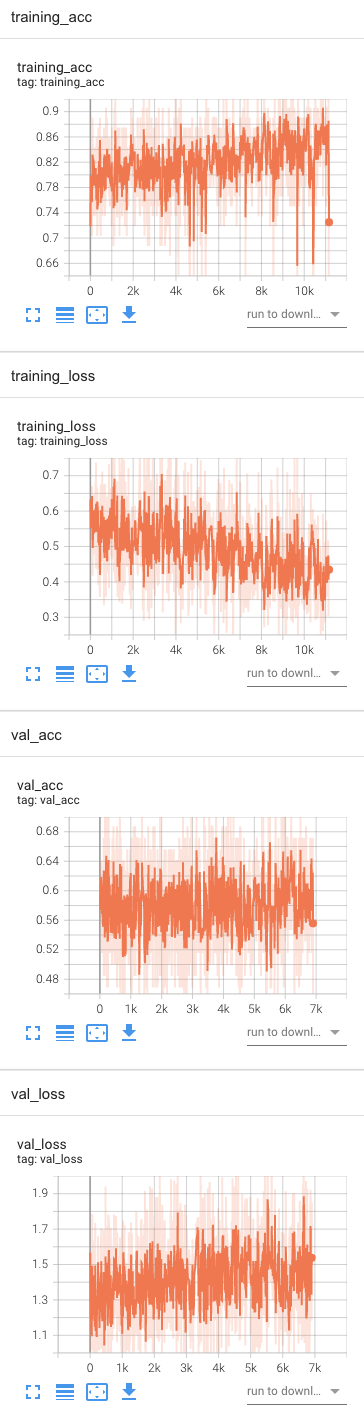 training_acc
training_acc
tag: training_acc
0.9
0.86
0.82
0.78
0.74
0.7
0.66
0 2k 4k 6k 8k 10k
run to downl...
training_loss
training_loss
tag: training_loss
0.7
0.6
0.5
0.4
0.3
0 2k 4k 6k 8k 10k
run to downl...
val_acc
val_acc
tag: val_acc
0.68
0.64
0.6
0.56
0.52
0.48
0 1k 2k 3k 4k 5k 6k 7k
run to downl...
val_loss
val_loss
tag: val_loss
1.9
1.7
1.5
1.3
1.1
0 1k 2k 3k 4k 5k 6k 7k
run to downl...